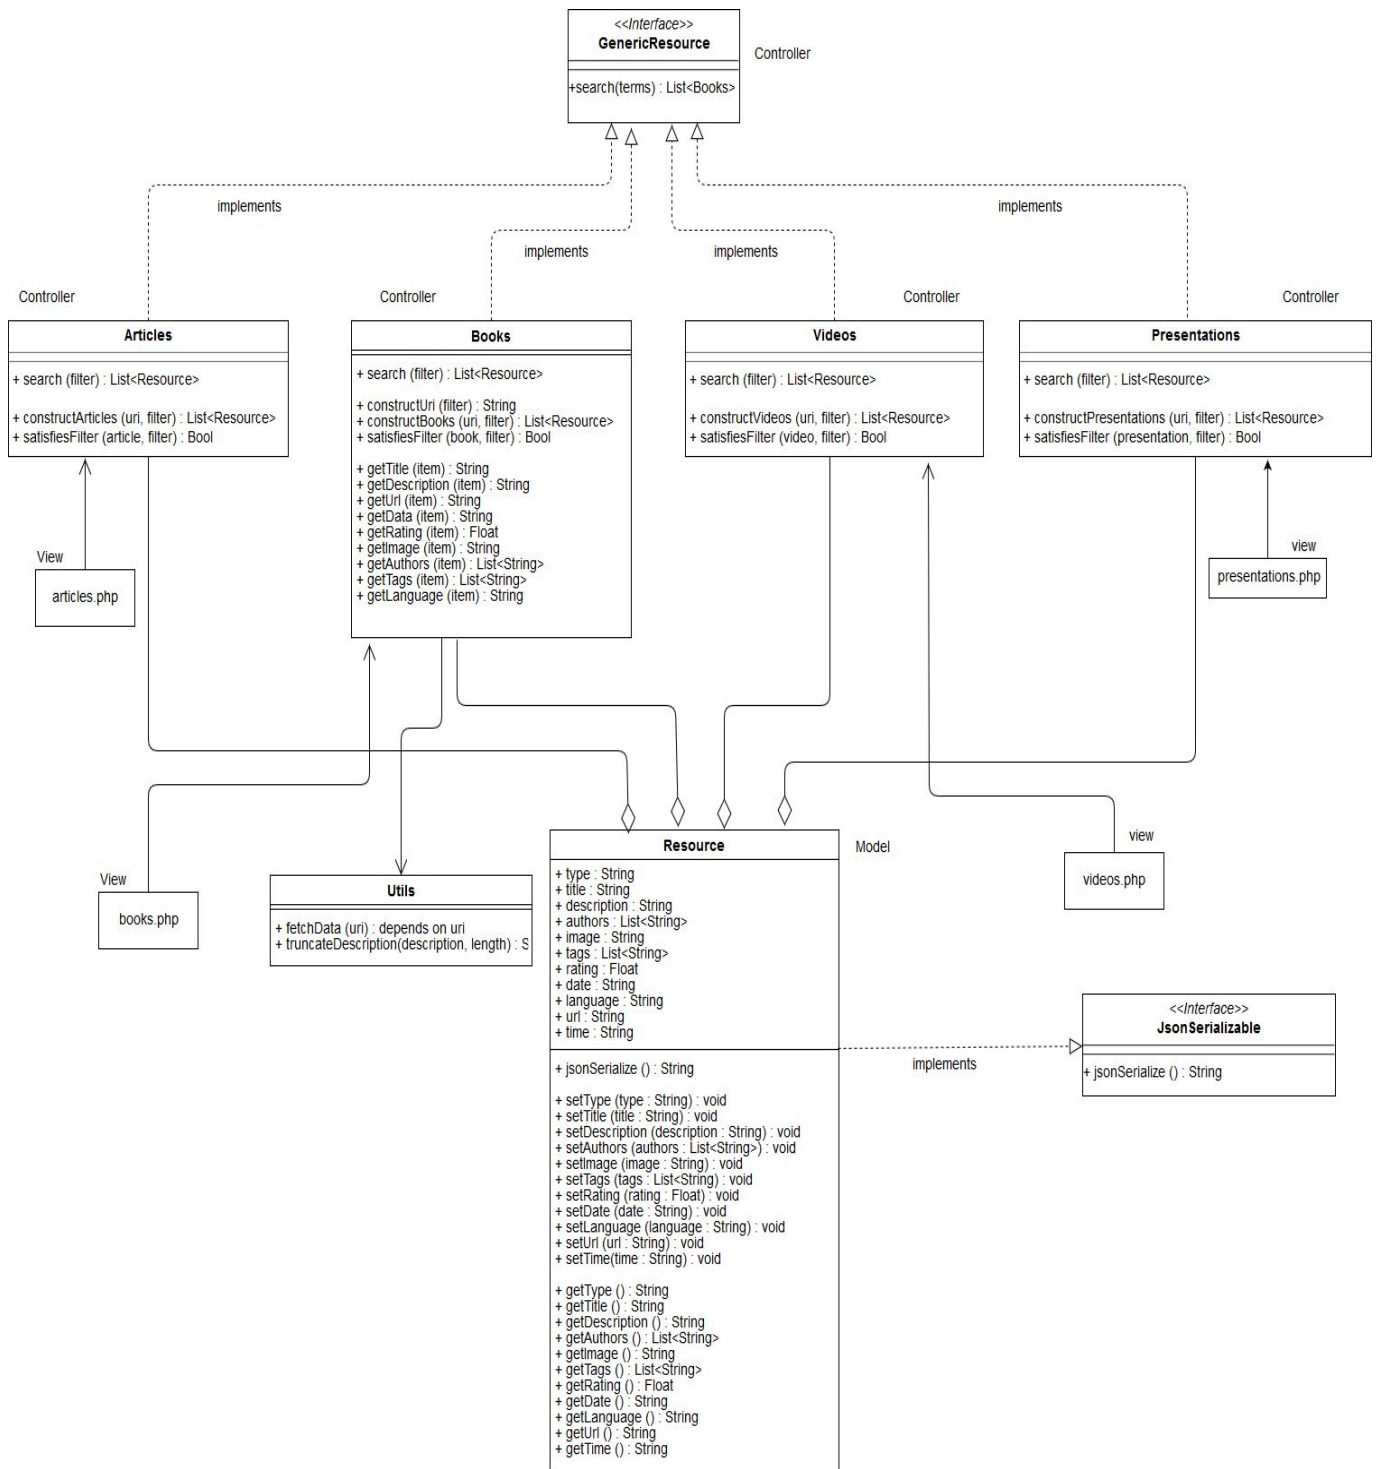 <<Interface>>
GenericResource
Controller
+search(terms) : List<Books>
implements
implements
implements
implements
Controller
Controller
Controller
Controller
Articles
+ search (filter) : List<Resource>
+ constructArticles (uri, filter) : List<Resource>
+ satisfiesFilter (article, filter) : Bool
Books
+ search (filter) : List<Resource>
+ constructUri (filter) : String
+ constructBooks (uri, filter) : List<Resource>
+ satisfiesFilter (book, filter) : Bool
+ getTitle (item) : String
+ getDescription (item) : String
+ getUrl (item) : String
+ getData (item) : String
+ getRating (item) : Float
+ getImage (item) : String
+ getAuthors (item) : List<String>
+ getTags (item) : List<String>
+ getLanguage (item) : String
Videos
+ search (filter) : List<Resource>
+ constructVideos (uri, filter) : List<Resource>
+ satisfiesFilter (video, filter) : Bool
Presentations
+ search (filter) : List<Resource>
+ constructPresentations (uri, filter) : List<Resource>
+ satisfiesFilter (presentation, filter) : Bool
View
articles.php
view
presentations.php
View
books.php
Utils
+ fetchData (uri) : depends on uri
+ truncateDescription(description, length) : S
Resource
Model
+ type : String
+ title : String
+ description : String
+ authors : List<String>
+ image : String
+ tags : List<String>
+ rating : Float
+ date : String
+ language : String
+ url : String
+ time : String
+ jsonSerialize () : String
+ setType (type : String) : void
+ setTitle (title : String) : void
+ setDescription (description : String) : void
+ setAuthors (authors : List<String>) : void
+ setImage (image : String) : void
+ setTags (tags : List<String) : void
+ setRating (rating : Float) : void
+ setDate (date : String) : void
+ setLanguage (language : String) : void
+ setUrl (url : String) : void
+ setTime(time : String) : void
+ getType () : String
+ getTitle () : String
+ getDescription () : String
+ getAuthors () : List<String>
+ getImage () : String
+ getTags () : List<String>
+ getRating () : Float
+ getDate () : String
+ getLanguage () : String
+ getUrl () : String
+ getTime () : String
view
videos.php
implements
<<Interface>>
JsonSerializable
+ jsonSerialize () : String